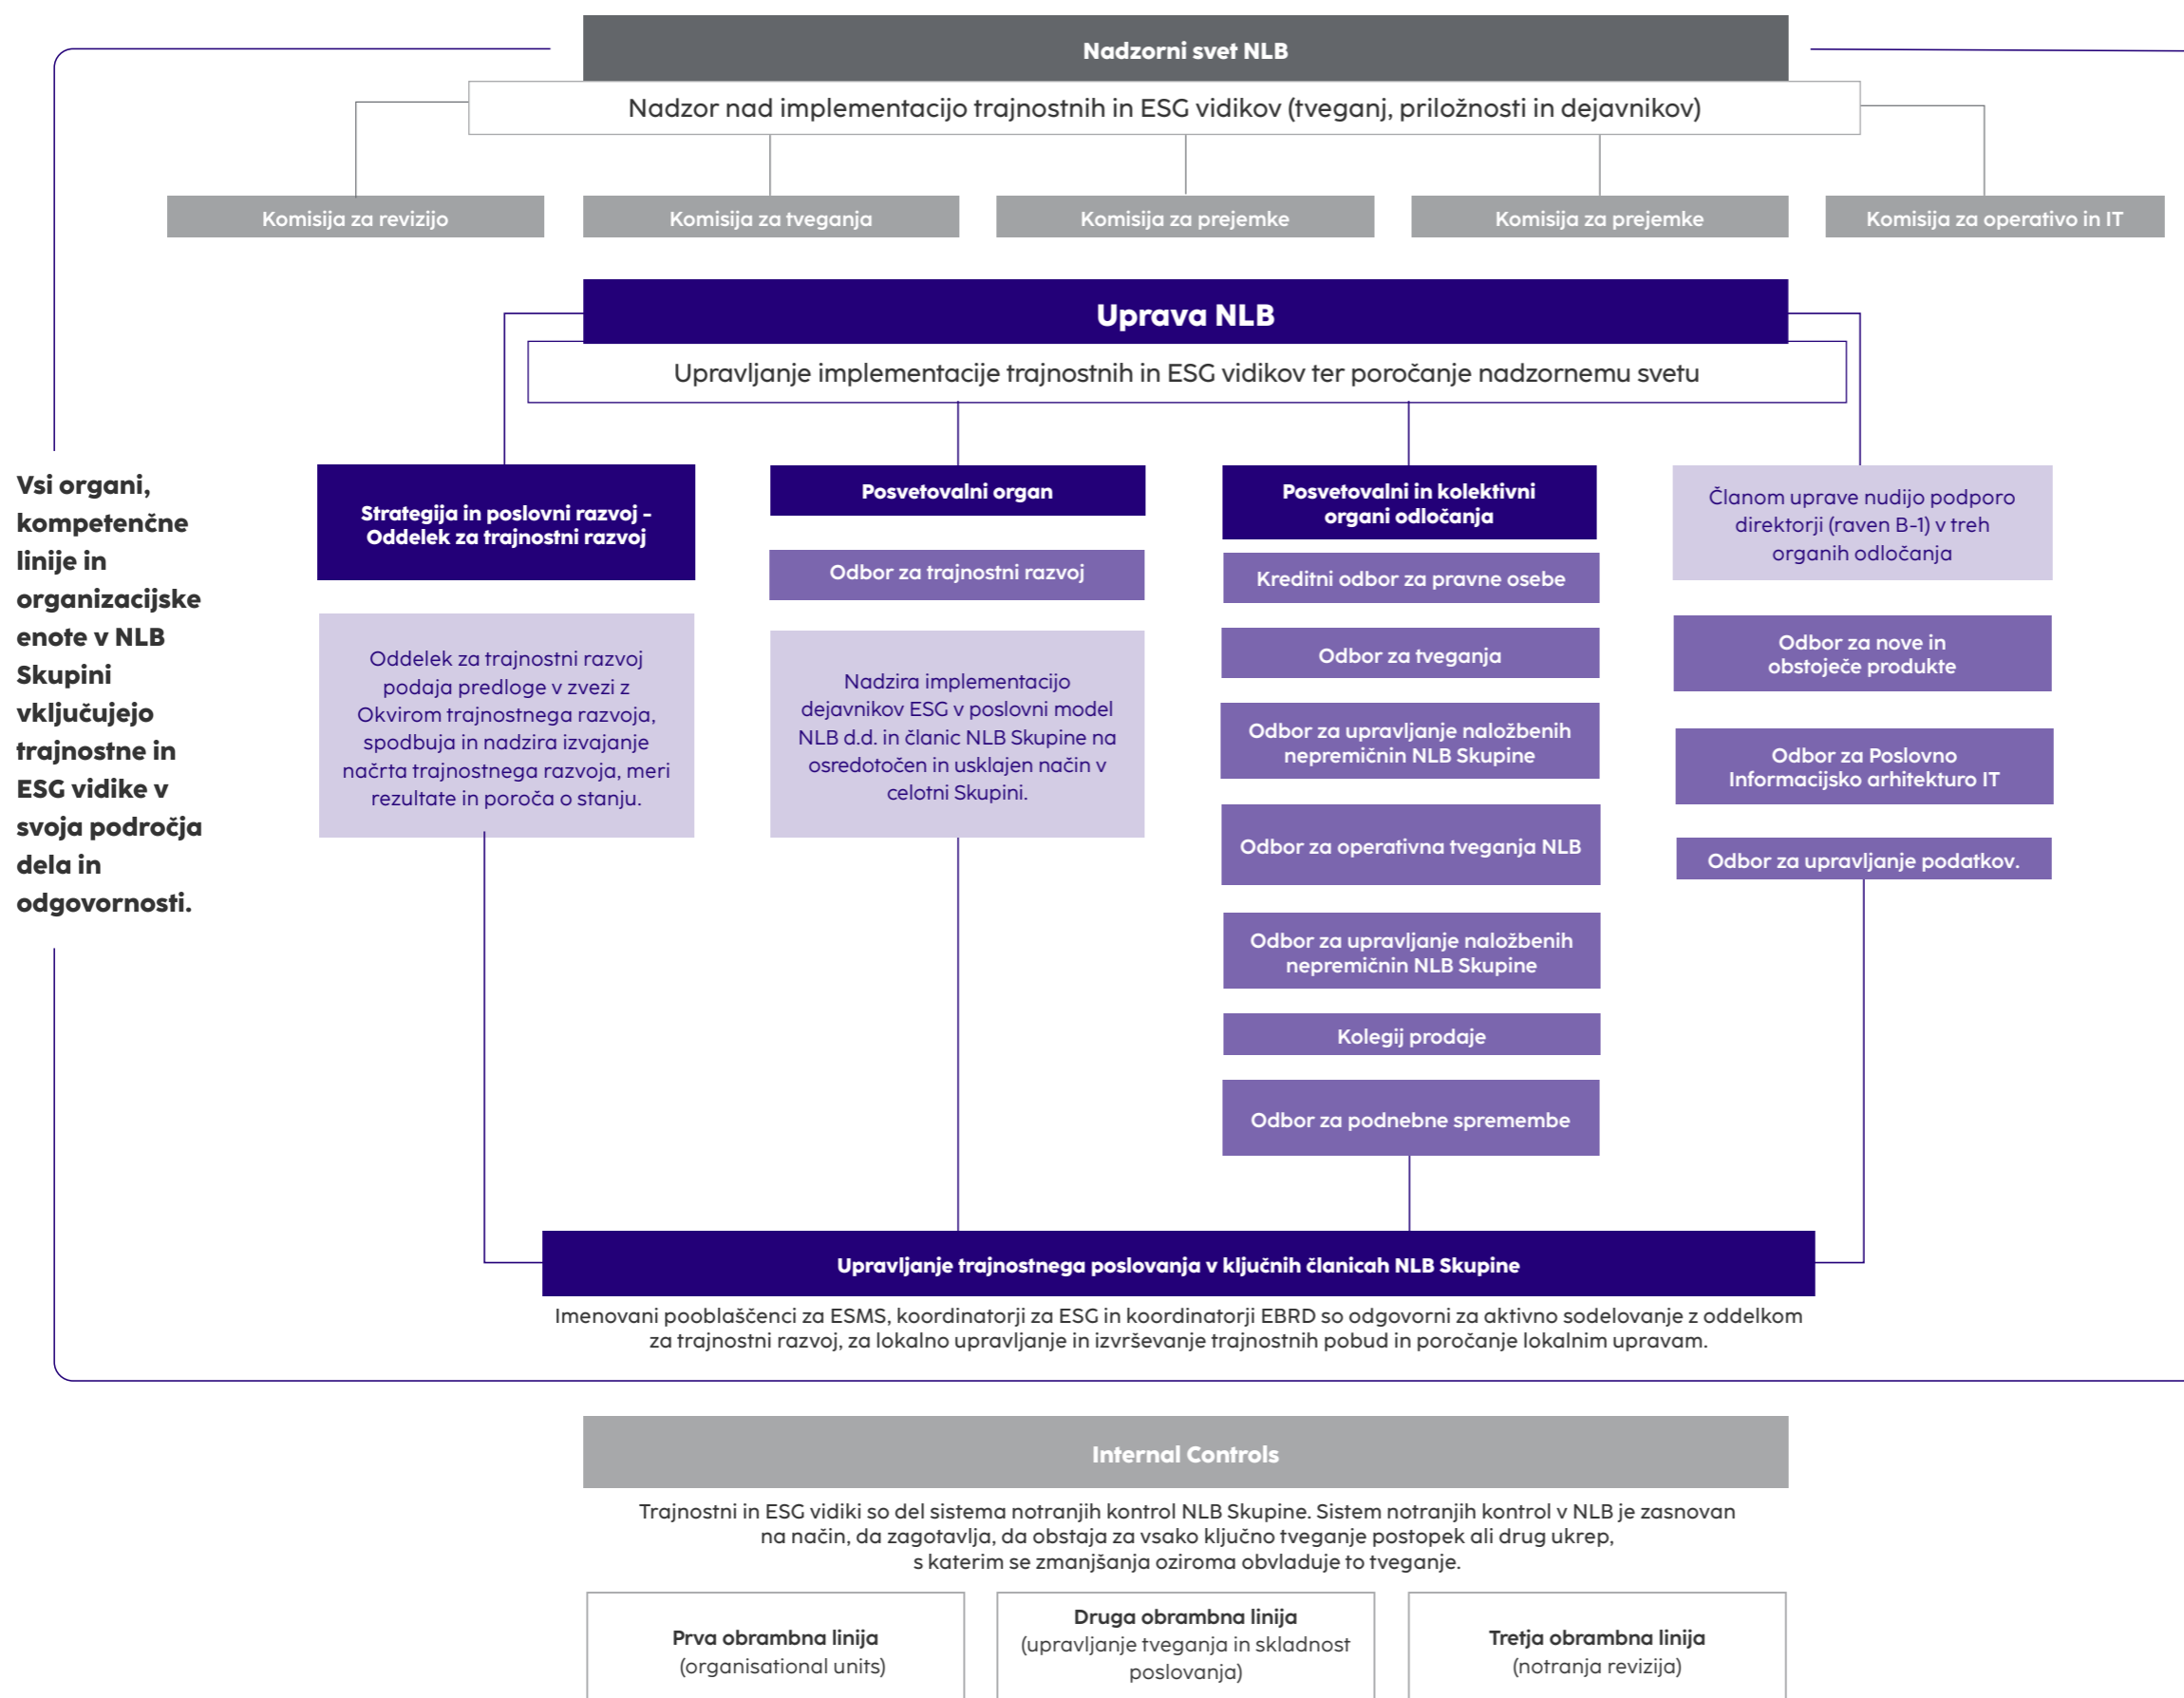 Nadzorni svet NLB
Nadzor nad implementacijo trajnostnih in ESG vidikov (tveganj, priložnosti in dejavnikov)
Komisija za revizijo
Komisija za tveganja
Komisija za prejemke
Komisija za prejemke
Komisija za operativo in IT
Uprava NLB
Upravljanje implementacije trajnostnih in ESG vidikov ter poročanje nadzornemu svetu
Vsi organi,
kompetenčne
linije in
organizacijske
enote v NLB
Skupini
vključujejo
trajnostne in
ESG vidike v
svoja področja
dela in
odgovornosti.
Strategija in poslovni razvoj -
Oddelek za trajnostni razvoj
Oddelek za trajnostni razvoj
podaja predloge v zvezi z
Okvirom trajnostnega razvoja,
spodbuja in nadzira izvajanje
načrta trajnostnega razvoja, meri
rezultate in poroča o stanju.
Posvetovalni organ
Odbor za trajnostni razvoj
Nadzira implementacijo
dejavnikov ESG v poslovni model
NLB d.d. in članic NLB Skupine na
osredotočen in usklajen način v
celotni Skupini.
Posvetovalni in kolektivni
organi odločanja
Kreditni odbor za pravne osebe
Odbor za tveganja
Odbor za upravljanje naložbenih
nepremičnin NLB Skupine
Odbor za operativna tveganja NLB
Odbor za upravljanje naložbenih
nepremičnin NLB Skupine
Kolegij prodaje
Odbor za podnebne spremembe
Članom uprave nudijo podporo
direktorji (raven B-1) v treh
organih odločanja
Odbor za nove in
obstoječe produkte
Odbor za Poslovno
Informacijsko arhitekturo IT
Odbor za upravljanje podatkov.
Upravljanje trajnostnega poslovanja v ključnih članicah NLB Skupine
Imenovani pooblaščenci za ESMS, koordinatorji za ESG in koordinatorji EBRD so odgovorni za aktivno sodelovanje z oddelkom
za trajnostni razvoj, za lokalno upravljanje in izvrševanje trajnostnih pobud in poročanje lokalnim upravam.
Internal Controls
Trajnostni in ESG vidiki so del sistema notranjih kontrol NLB Skupine. Sistem notranjih kontrol v NLB je zasnovan
na način, da zagotavlja, da obstaja za vsako ključno tveganje postopek ali drug ukrep,
s katerim se zmanjšanja oziroma obvladuje to tveganje.
Prva obrambna linija
(organisational units)
Druga obrambna linija
(upravljanje tveganja in skladnost
poslovanja)
Tretja obrambna linija
(notranja revizija)